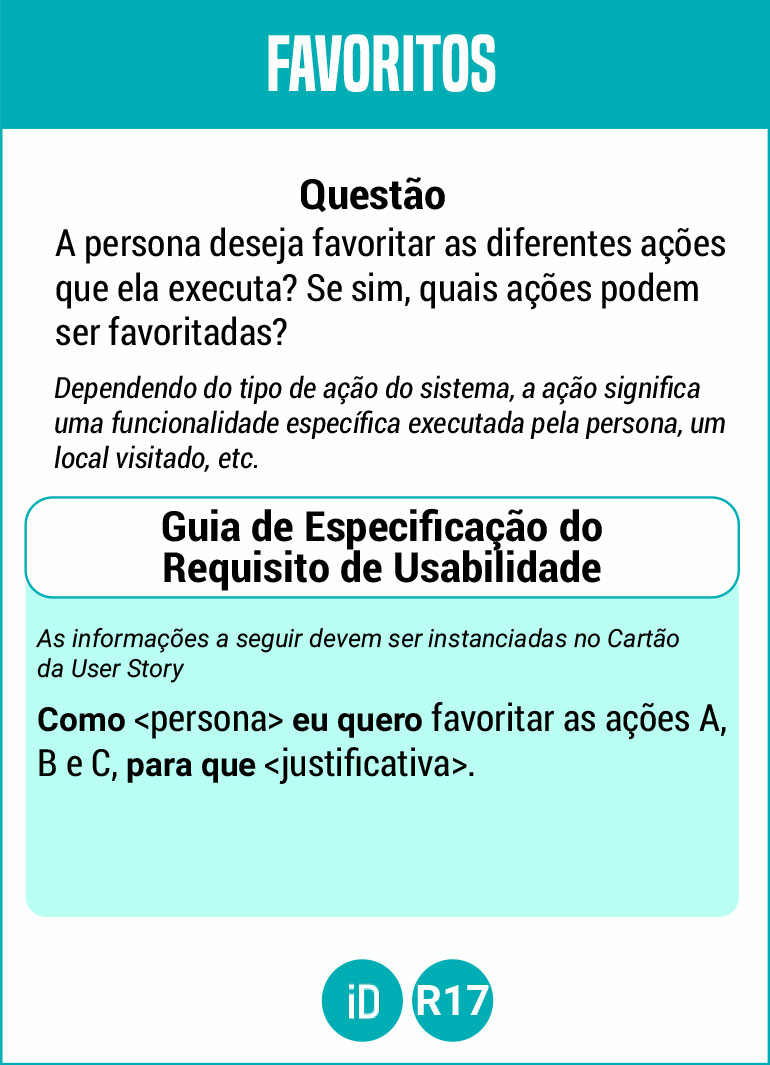 FAVORITOS
Questão
A persona deseja favoritar as diferentes ações
que ela executa? Se sim, quais ações podem
ser favoritadas?
Dependendo do tipo de ação do sistema, a ação significa
uma funcionalidade específica executada pela persona, um
local visitado, etc.
Guia de Especificação do
Requisito de Usabilidade
As informações a seguir devem ser instanciadas no Cartão
da User Story
Como <persona> eu quero favoritar as ações A,
B e C, para que <justificativa>.
iD R17